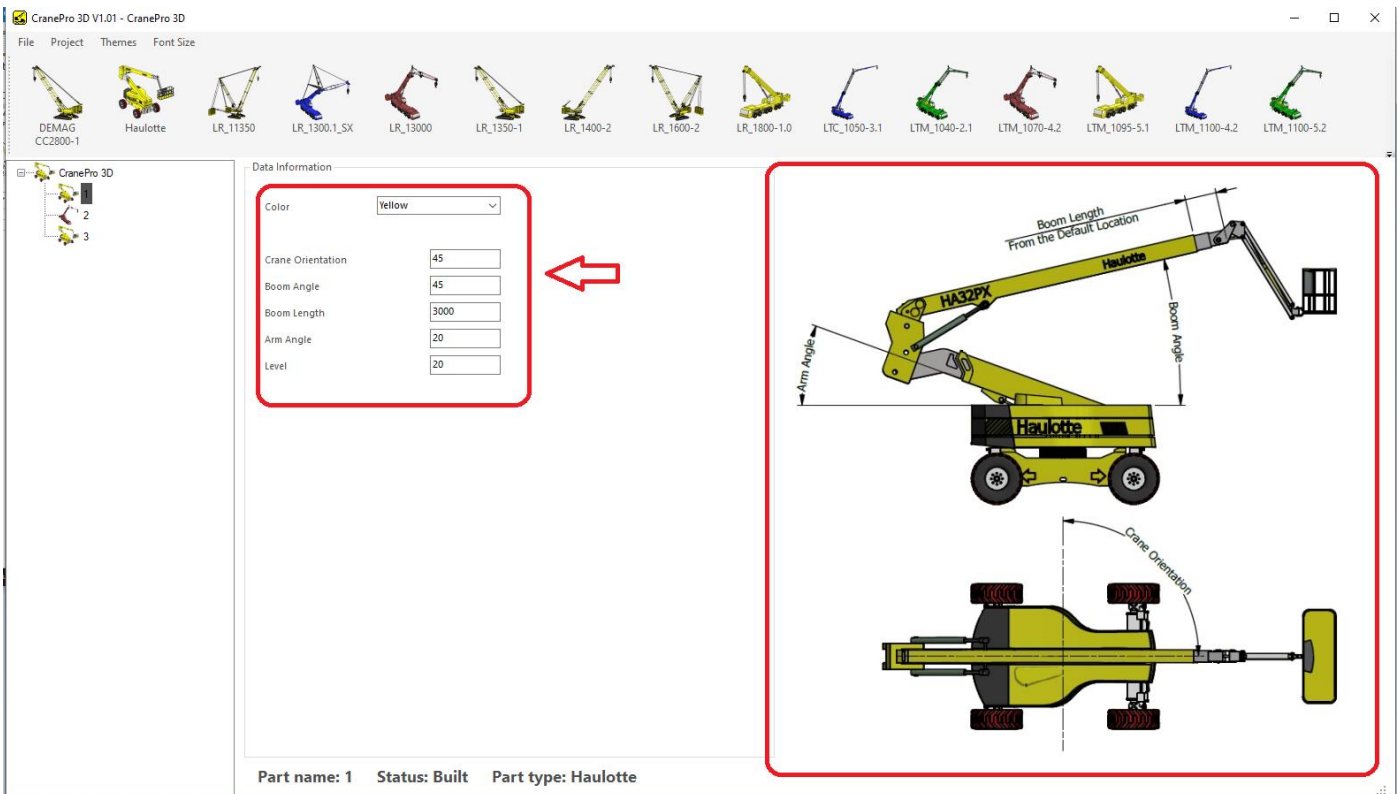 CranePro 3D V1.01 - CranePro 3D
File Project Themes Font Size
DEMAG
CC2800-1
Haulotte
LR_11350
LR_1300.1_SX
LR_13000
LR_1350-1
LR_1400-2
LR_1600-2
LR_1800-1.0
LTC_1050-3.1
LTM_1040-2.1
LTM_1070-4.2
LTM_1095-5.1
LTM_1100-4.2
LTM_1100-5.2
CranePro 3D
1
2
3
Data Information
Color Yellow
Crane Orientation 45
Boom Angle 45
Boom Length 3000
Arm Angle 20
Level 20
Boom Length
From the Default Location
Haulotte
HA32PX
Boom Angle
Arm Angle
Haulotte
Crane Orientation
Part name: 1 Status: Built Part type: Haulotte